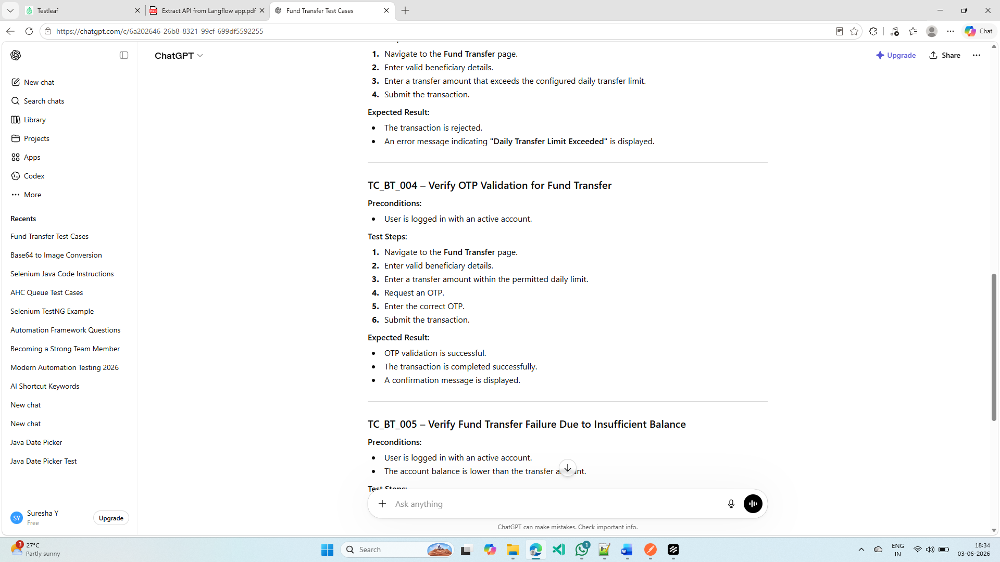 Testleaf
Extract API from Langflow app.pdf
Fund Transfer Test Cases
https://chatgpt.com/c/6a202646-26b8-8321-99cf-699df5592255
Chat
ChatGPT
Upgrade
Share
New chat
Search chats
Library
Projects
Apps
Codex
More
Recents
Fund Transfer Test Cases
Base64 to Image Conversion
Selenium Java Code Instructions
AHC Queue Test Cases
Selenium TestNG Example
Automation Framework Questions
Becoming a Strong Team Member
Modern Automation Testing 2026
AI Shortcut Keywords
New chat
New chat
Java Date Picker
Java Date Picker Test
SY
Suresha Y
Free
Upgrade
1. Navigate to the Fund Transfer page.
2. Enter valid beneficiary details.
3. Enter a transfer amount that exceeds the configured daily transfer limit.
4. Submit the transaction.
Expected Result:
• The transaction is rejected.
• An error message indicating "Daily Transfer Limit Exceeded" is displayed.
TC_BT_004 – Verify OTP Validation for Fund Transfer
Preconditions:
• User is logged in with an active account.
Test Steps:
1. Navigate to the Fund Transfer page.
2. Enter valid beneficiary details.
3. Enter a transfer amount within the permitted daily limit.
4. Request an OTP.
5. Enter the correct OTP.
6. Submit the transaction.
Expected Result:
• OTP validation is successful.
• The transaction is completed successfully.
• A confirmation message is displayed.
TC_BT_005 – Verify Fund Transfer Failure Due to Insufficient Balance
Preconditions:
• User is logged in with an active account.
• The account balance is lower than the transfer
Test Steps:
Ask anything
ChatGPT can make mistakes. Check important info.
3
27°C
Partly sunny
Search
1
ENG
IN
18:34
03-06-2026